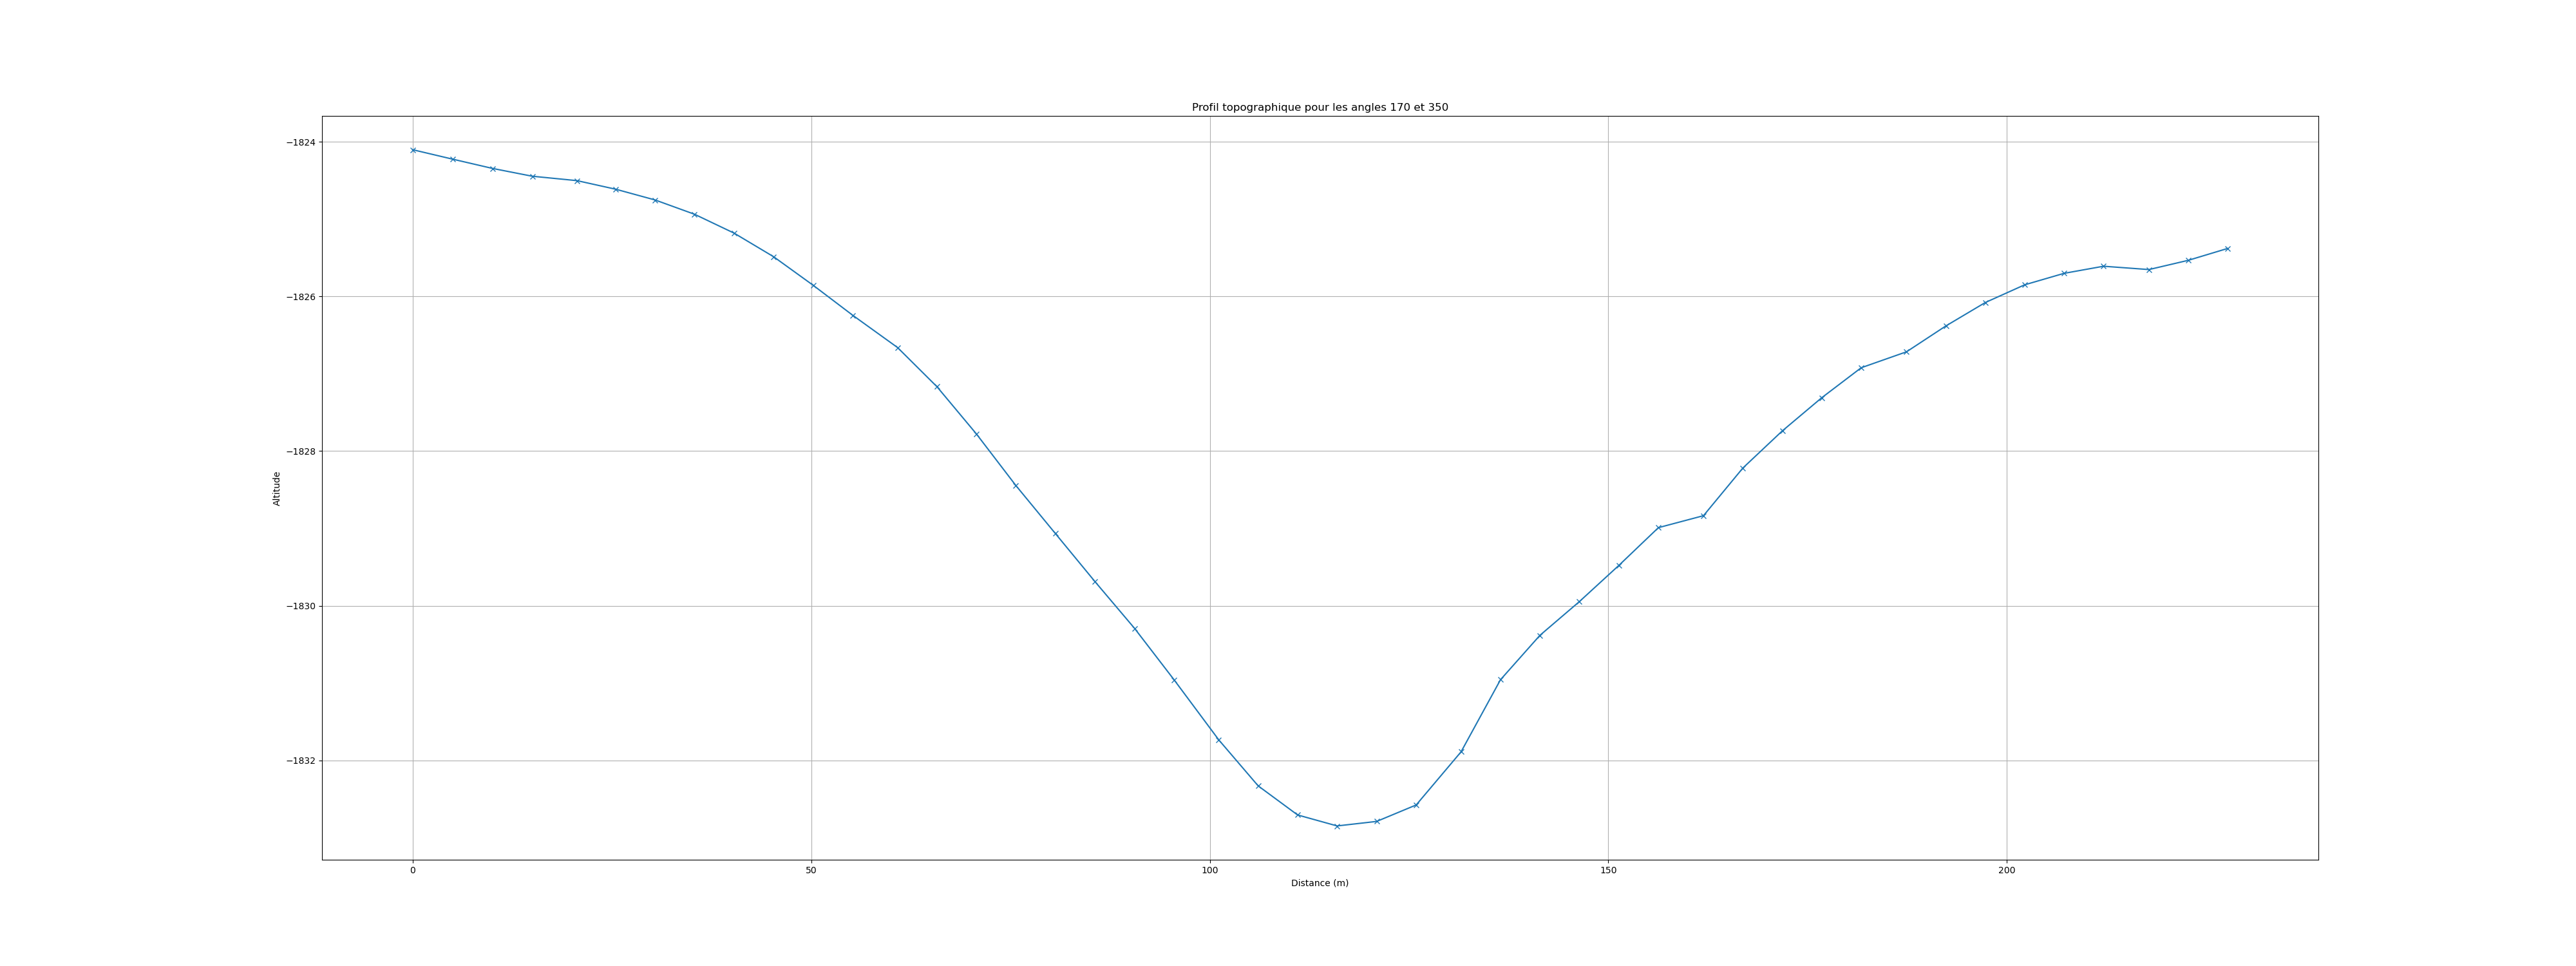 Profil topographique pour les angles 170 et 350
−1824
−1826
−1828
−1830
−1832
Altitude
0 50 100 150 200
Distance (m)